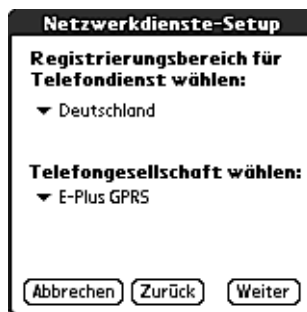 Netzwerkdienste-Setup
Registrierungsbereich für
Telefondienst wählen:
Deutschland
Telefongesellschaft wählen:
E-Plus GPRS
Abbrechen Zurück Weiter